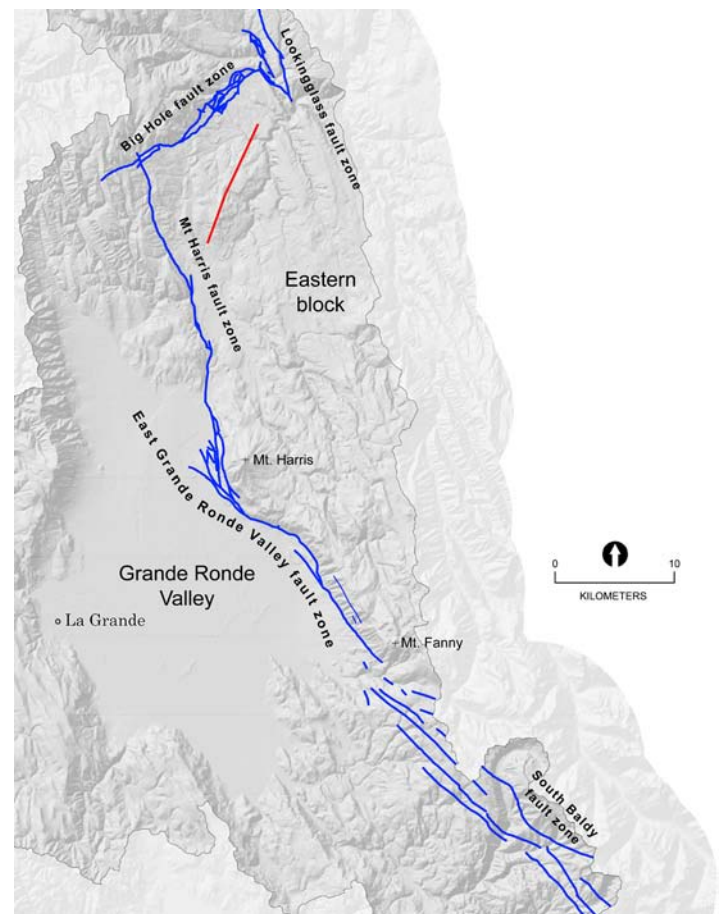 Lookingglass fault zone
Big Hole fault zone
Mt Harris fault zone
Eastern
block
East Grande Ronde Valley fault zone
Mt. Harris
Grande Ronde
Valley
La Grande
Mt. Fanny
0 10
KILOMETERS
South Baldy
fault zone